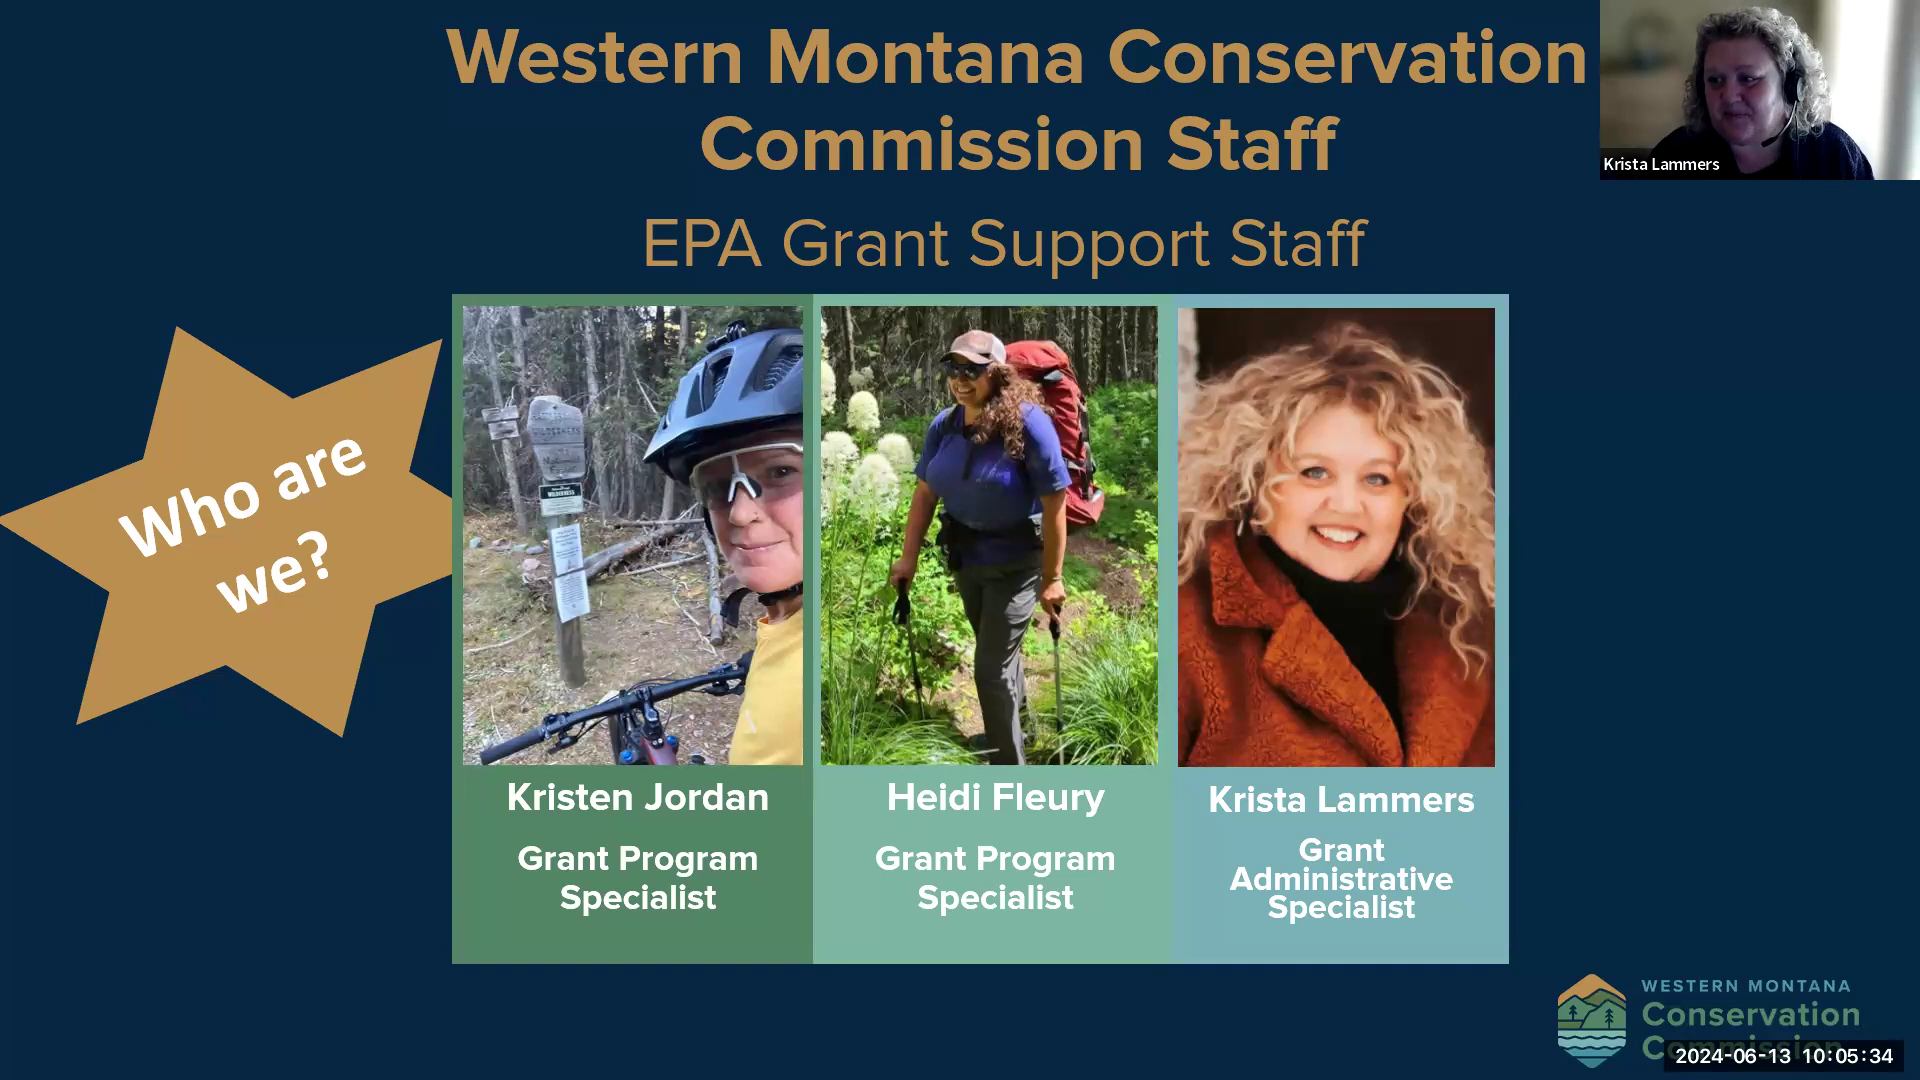 Western Montana Conservation
Commission Staff
Krista Lammers
EPA Grant Support Staff
Who are
we?
WILDERNESS
Kristen Jordan
Grant Program
Specialist
Heidi Fleury
Grant Program
Specialist
Krista Lammers
Grant
Administrative
Specialist
WESTERN MONTANA
Conservation
Commission
2024-06-13 10:05:34